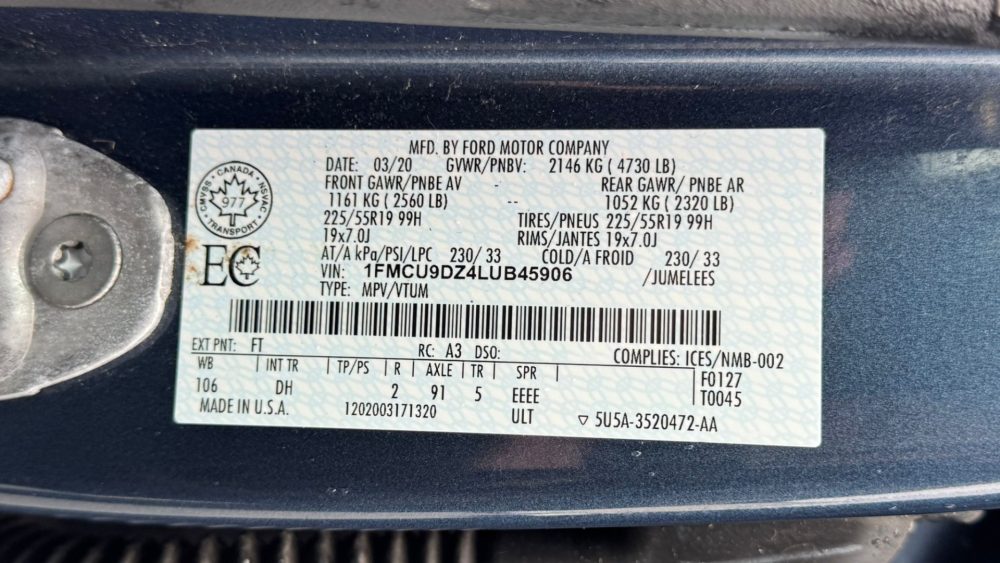 MFD. BY FORD MOTOR COMPANY
DATE: 03/20 GVWR/PNBV: 2146 KG ( 4730 LB)
FRONT GAWR/PNBE AV - REAR GAWR/ PNBE AR
1161 KG ( 2560 LB) -- 1052 KG ( 2320 LB)
225/55R19 99H TIRES/PNEUS 225/55R19 99H
19x7.0J RIMS/JANTES 19x7.0J
AT/A kPa/PSI/LPC 230/ 33 COLD/A FROID 230/ 33
VIN: 1FMCU9DZ4LUB45906 /JUMELEES
TYPE: MPV/VTUM
CANADA
CMVSS NSVAC
977
TRANSPORT
EC
EXT PNT: FT RC: A3 DSO: COMPLIES: ICES/NMB-002
WB | INT TR | TP/PS | R | AXLE | TR | SPR | F0127
106 DH 2 91 5 EEEE T0045
MADE IN U.S.A. 1202003171320 ULT ▽ 5U5A-3520472-AA